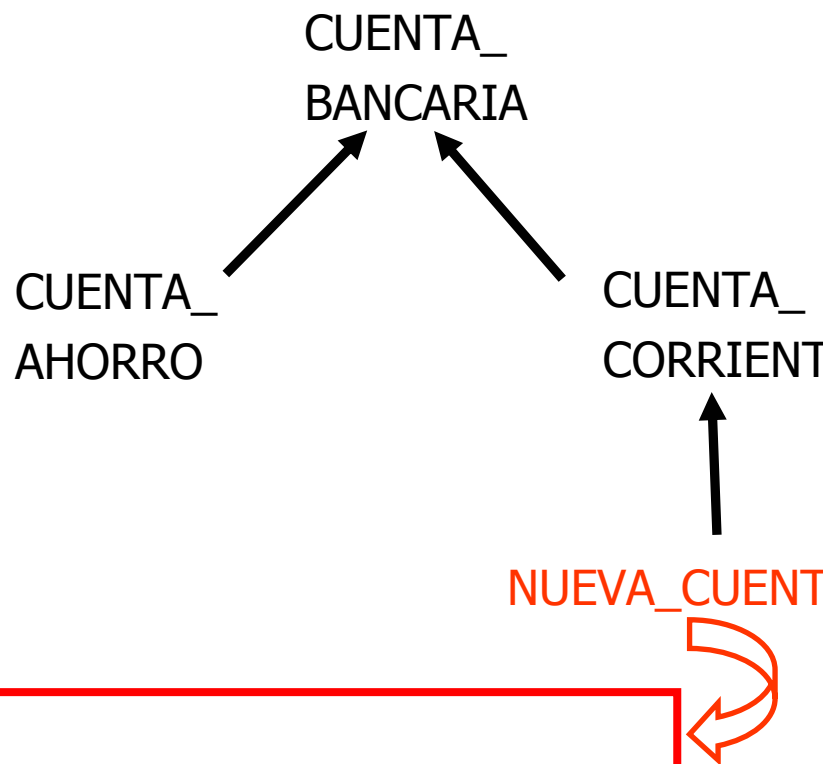 CUENTA_
BANCARIA
CUENTA_
AHORRO
CUENTA_
CORRIENT
NUEVA_CUENT